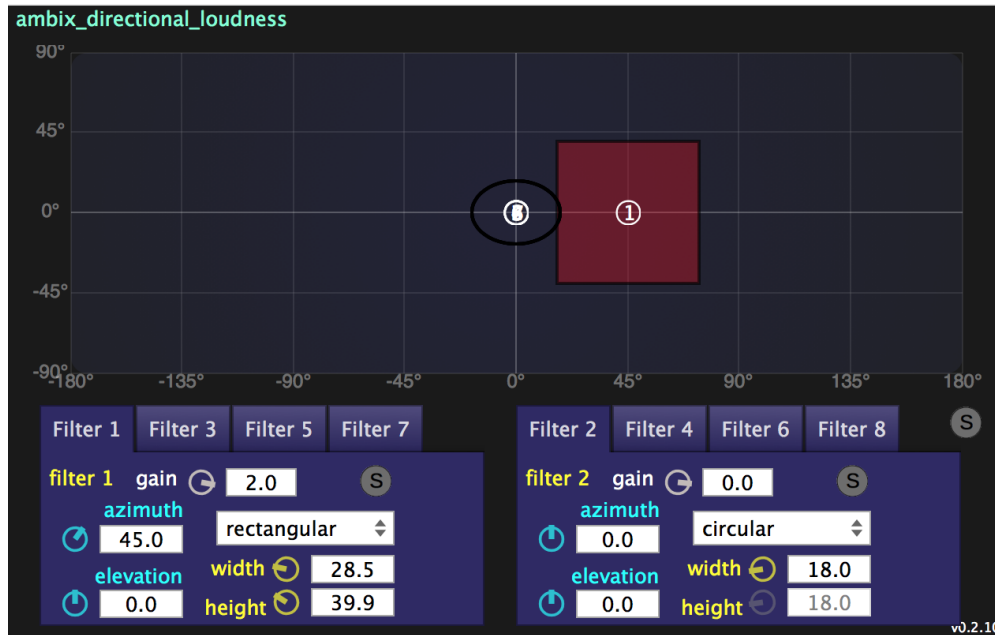 ambix_directional_loudness
90°
45°
0°
-45°
-90°
-180° -135° -90° -45° 0° 45° 90° 135° 180°
1
Filter 1 Filter 3 Filter 5 Filter 7
Filter 2 Filter 4 Filter 6 Filter 8
S
filter 1 gain 2.0 S
azimuth
45.0
rectangular
elevation
0.0
width 28.5
height 39.9
filter 2 gain 0.0 S
azimuth
0.0
circular
elevation
0.0
width 18.0
height 18.0
v0.2.10